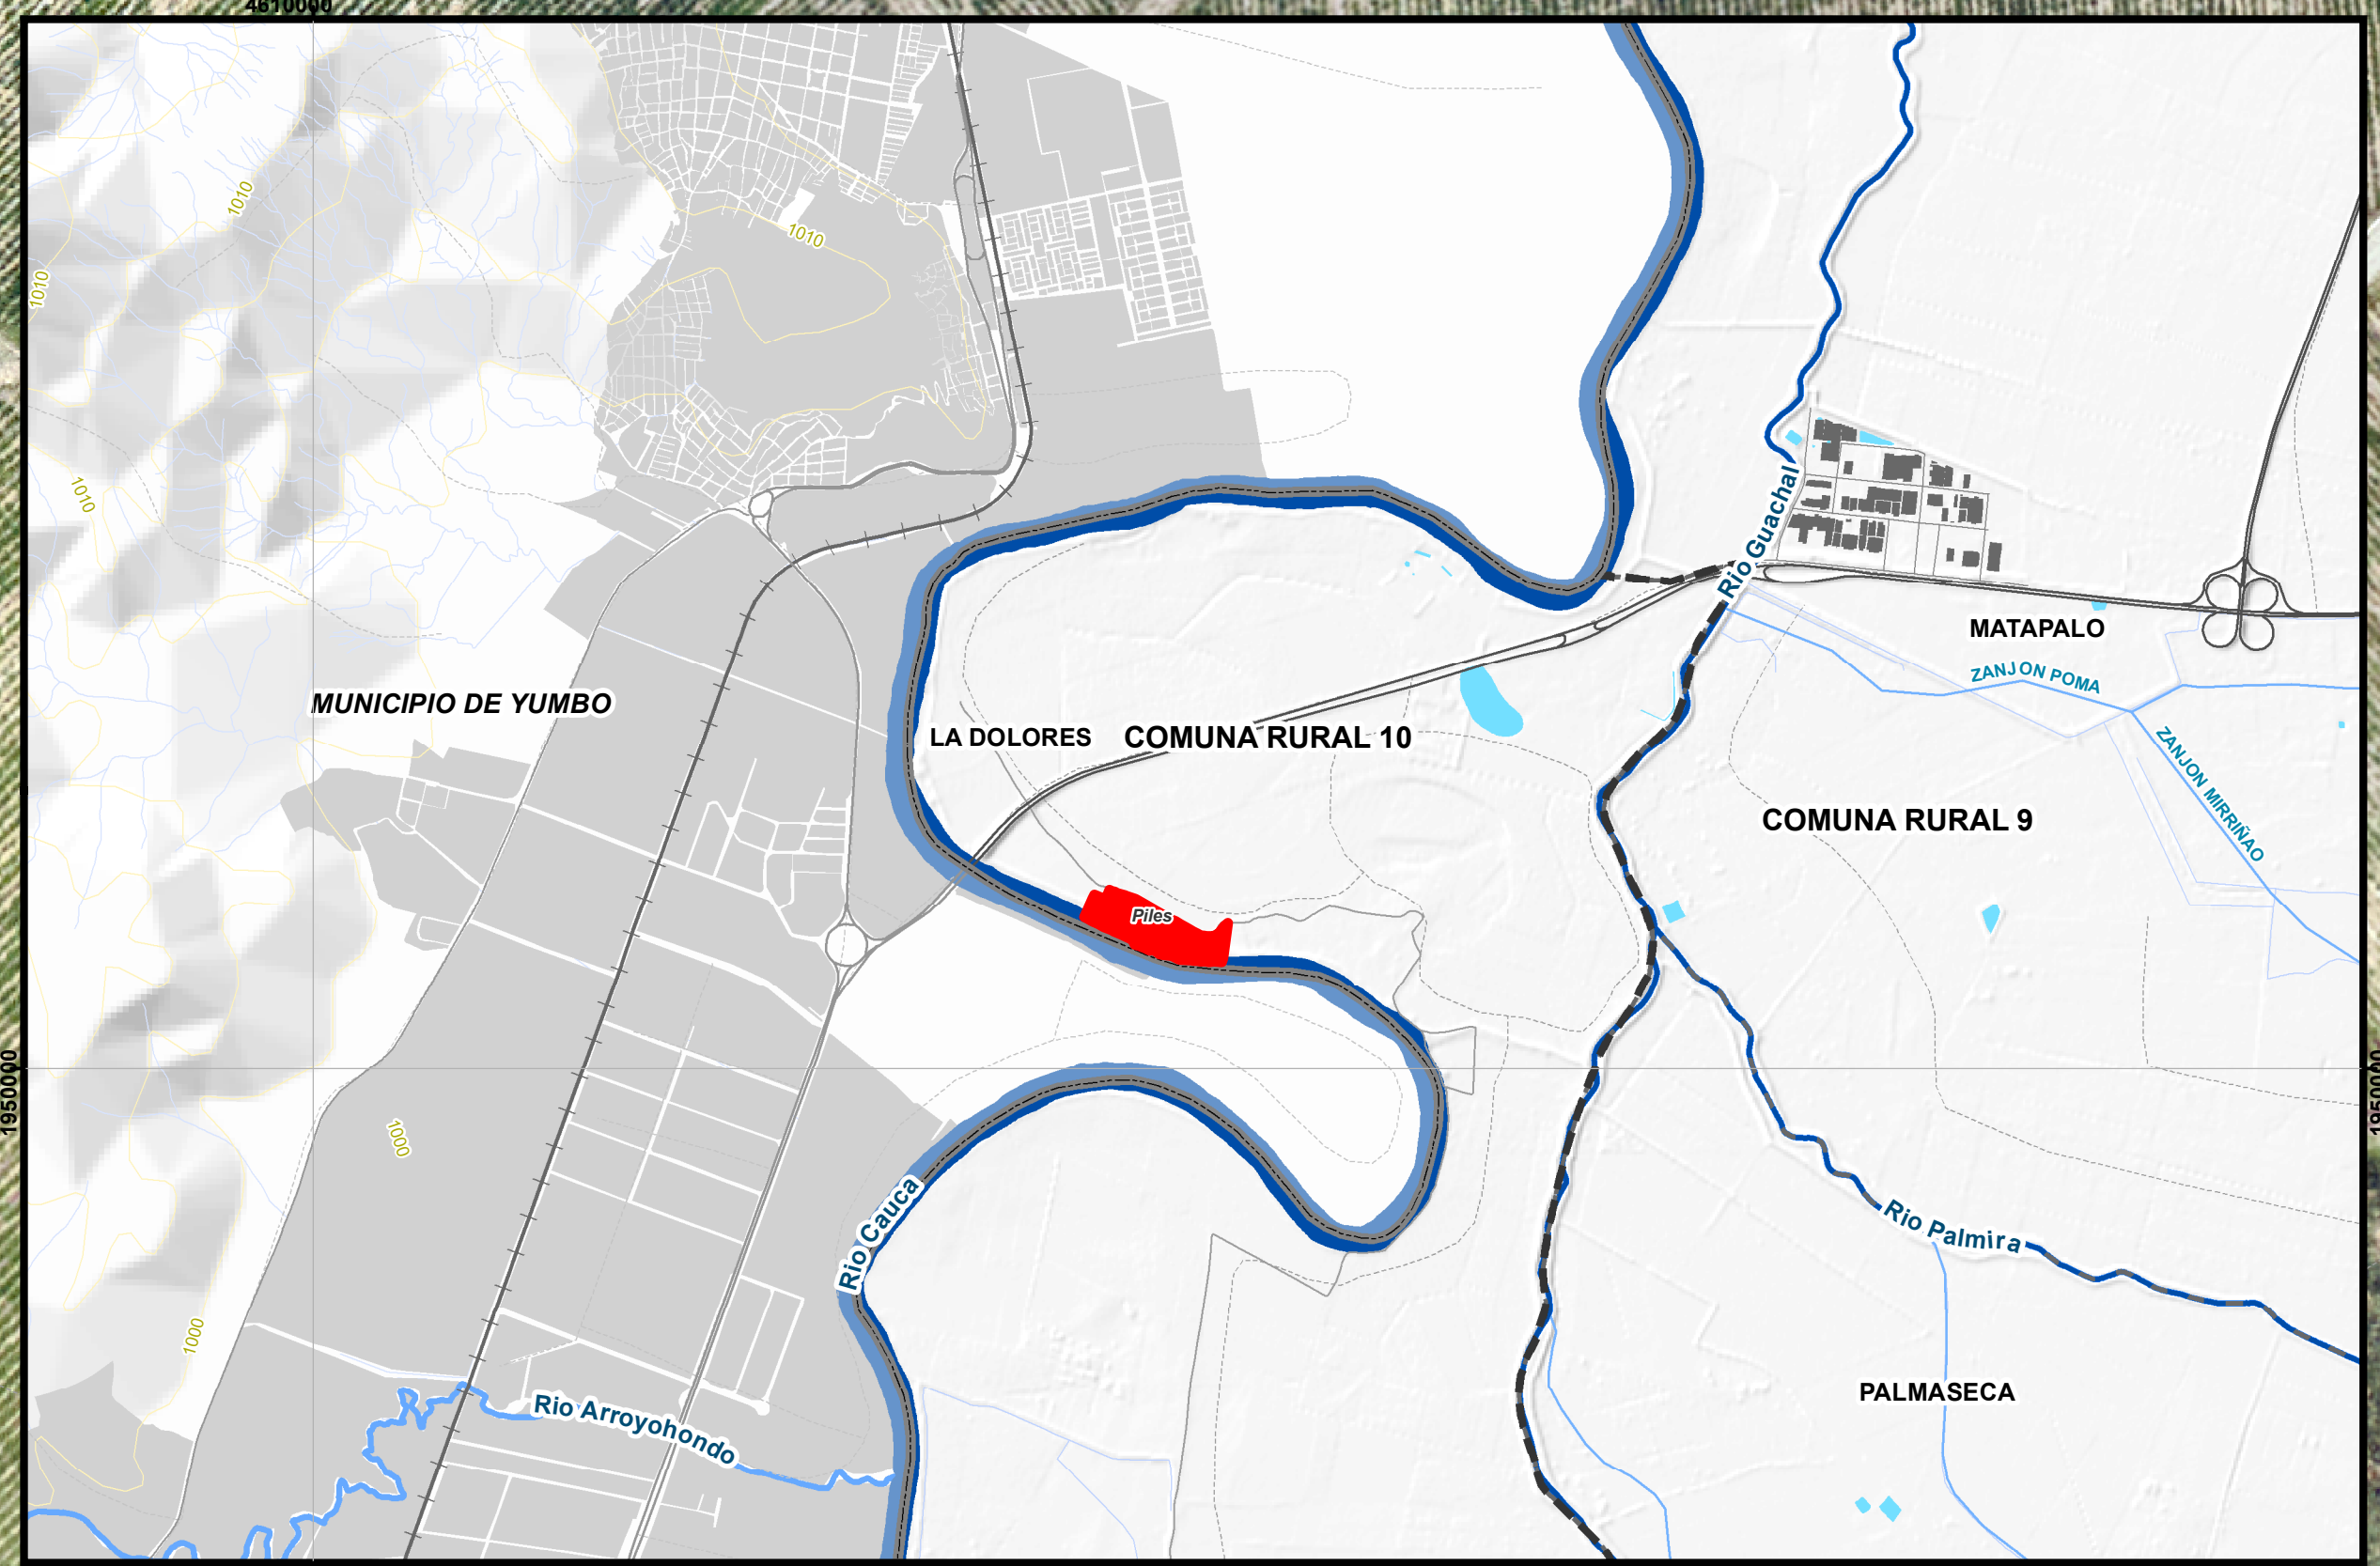 4610000
1010
1010
1010
1010
Rio Guachal
MATAPALO
ZANJON POMA
MUNICIPIO DE YUMBO
LA DOLORES
COMUNA RURAL 10
ZANJON MIRRIÑAO
COMUNA RURAL 9
Piles
1950000
1950000
1000
Rio Cauca
Rio Palmira
1000
PALMASECA
Rio Arroyohondo